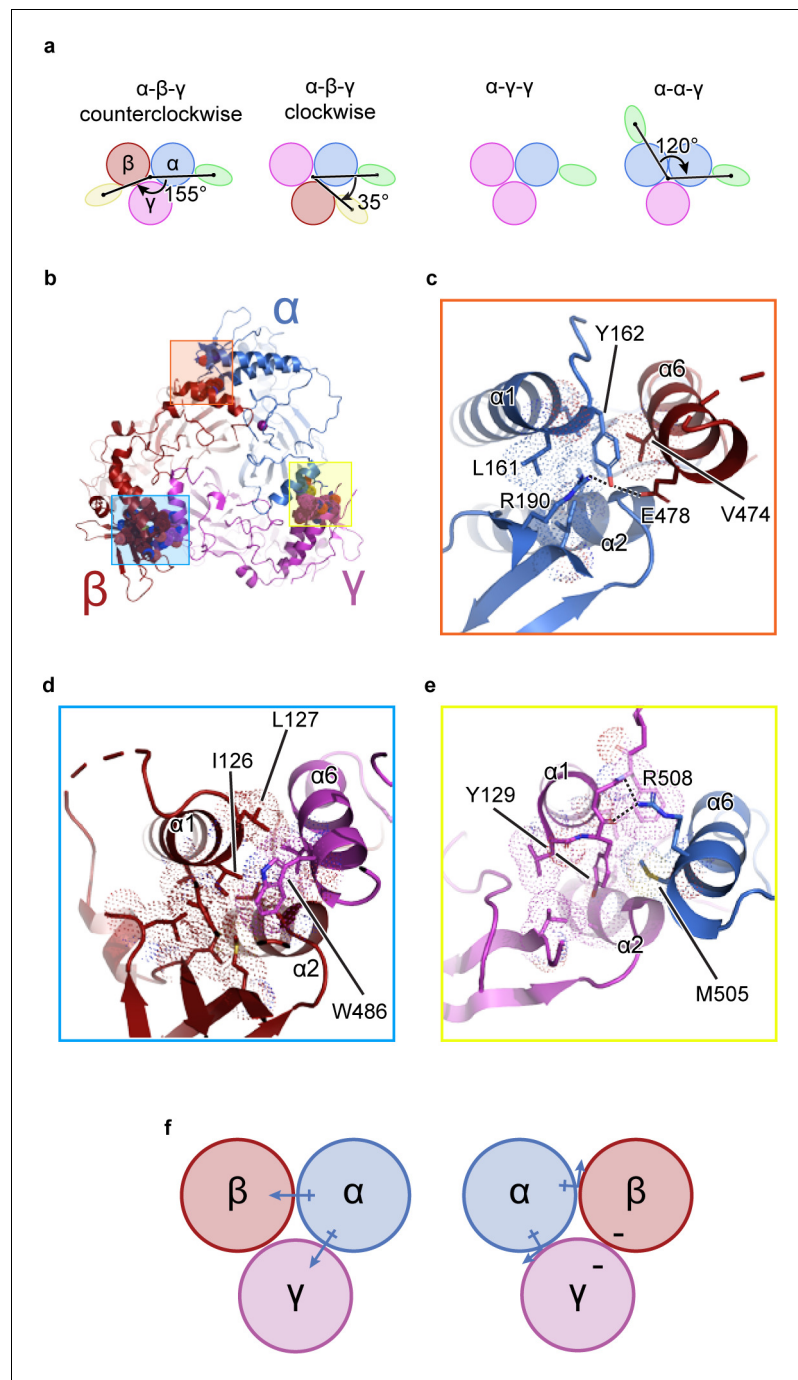 a
α-β-γ
counterclockwise
α-β-γ
clockwise
α-γ-γ
α-α-γ
β
α
γ
155°
35°
120°
b
α
β
γ
c
Y162
α6
α1
L161
R190
α2
E478
V474
d
L127
I126
α6
α1
α2
W486
e
α1
R508
Y129
α6
α2
M505
f
β
α
γ
α
β
-
γ
-